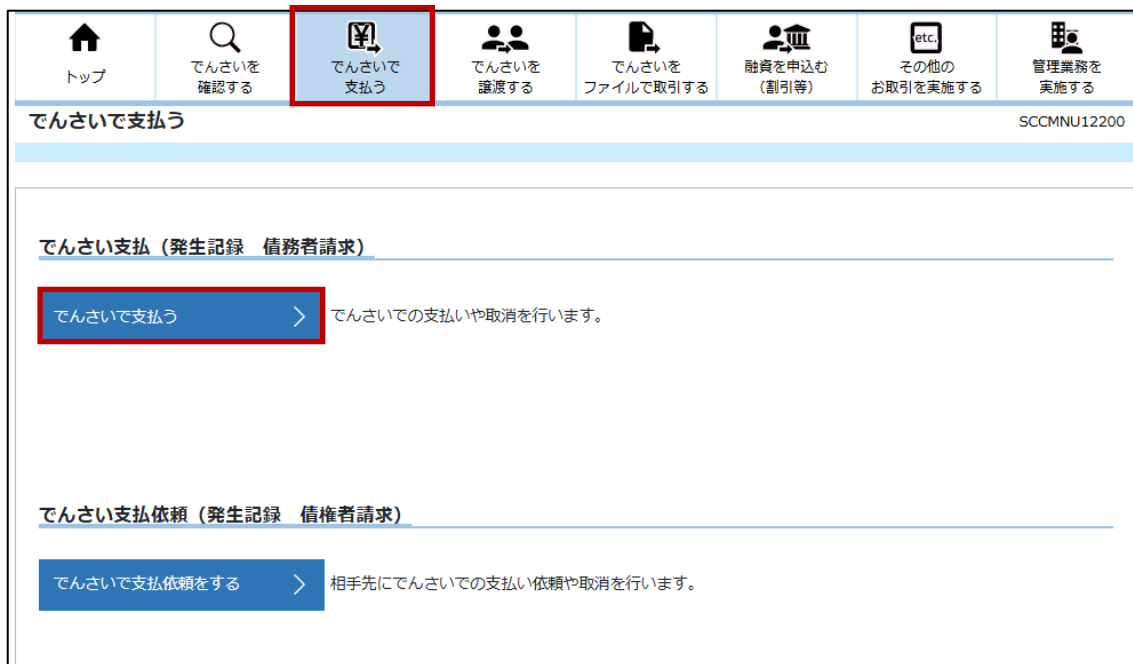 トップ
でんさいを
確認する
でんさいで
支払う
でんさいを
譲渡する
でんさいを
ファイルで取引する
融資を申込む
(割引等)
etc.
その他の
お取引を実施する
管理業務を
実施する
でんさいで支払う
SCCMNU12200
でんさい支払(発生記録 債務者請求)
でんさいで支払う
でんさいでの支払いや取消を行います。
でんさい支払依頼(発生記録 債権者請求)
でんさいで支払依頼をする
相手先にでんさいでの支払い依頼や取消を行います。